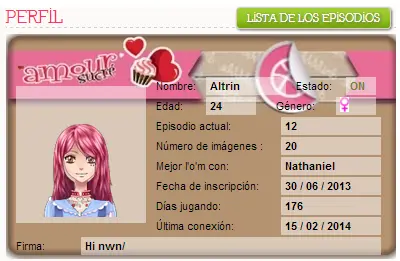 PERFIL
LISTA DE LOS EPISODIOS
amour
sucré
Nombre: Altrin Estado: ON
Edad: 24 Género:
Episodio actual: 12
Número de imágenes : 20
Mejor l'o'm con: Nathaniel
Fecha de inscripción: 30 / 06 / 2013
Días jugando: 176
Última conexión: 15 / 02 / 2014
Firma: Hi nwn/